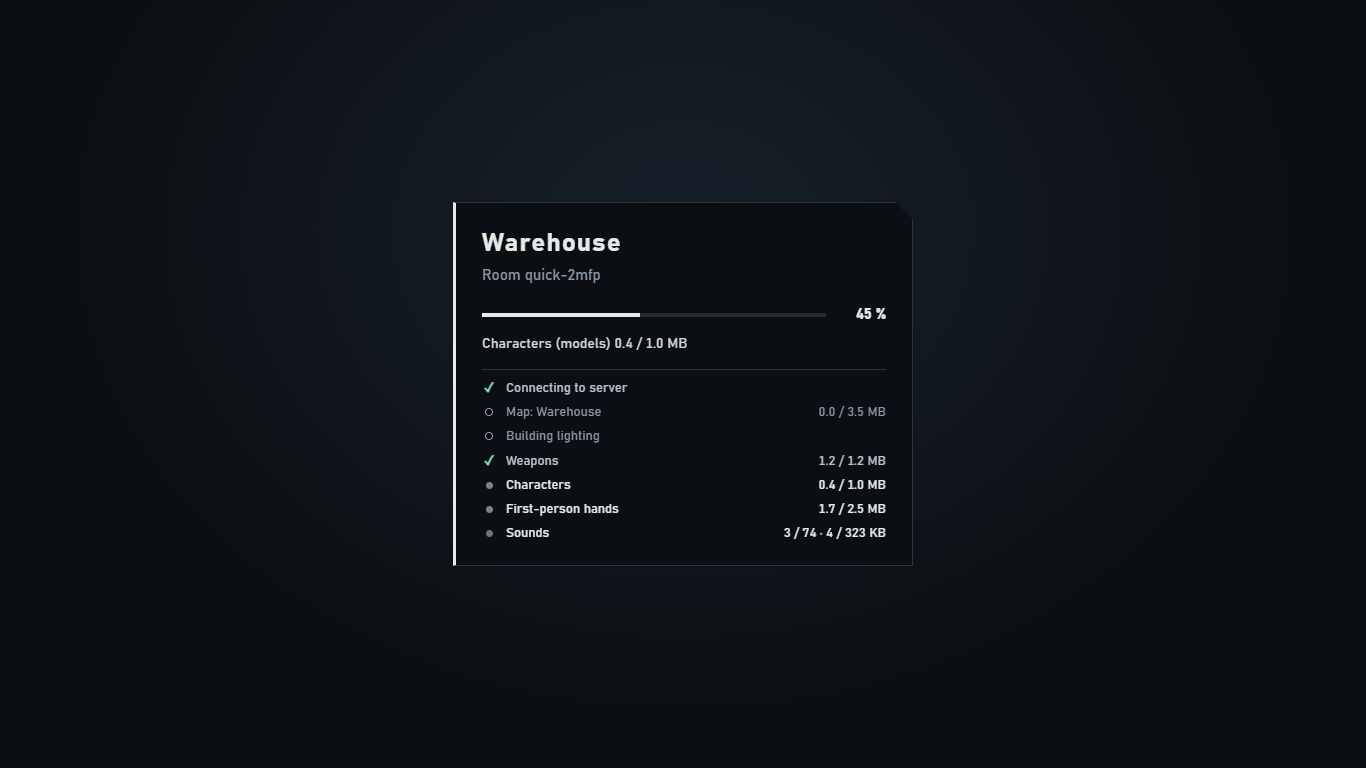 Warehouse
Room quick-2mfp
45 %
Characters (models) 0.4 / 1.0 MB
Connecting to server
Map: Warehouse 0.0 / 3.5 MB
Building lighting
Weapons 1.2 / 1.2 MB
Characters 0.4 / 1.0 MB
First-person hands 1.7 / 2.5 MB
Sounds 3 / 74 · 4 / 323 KB